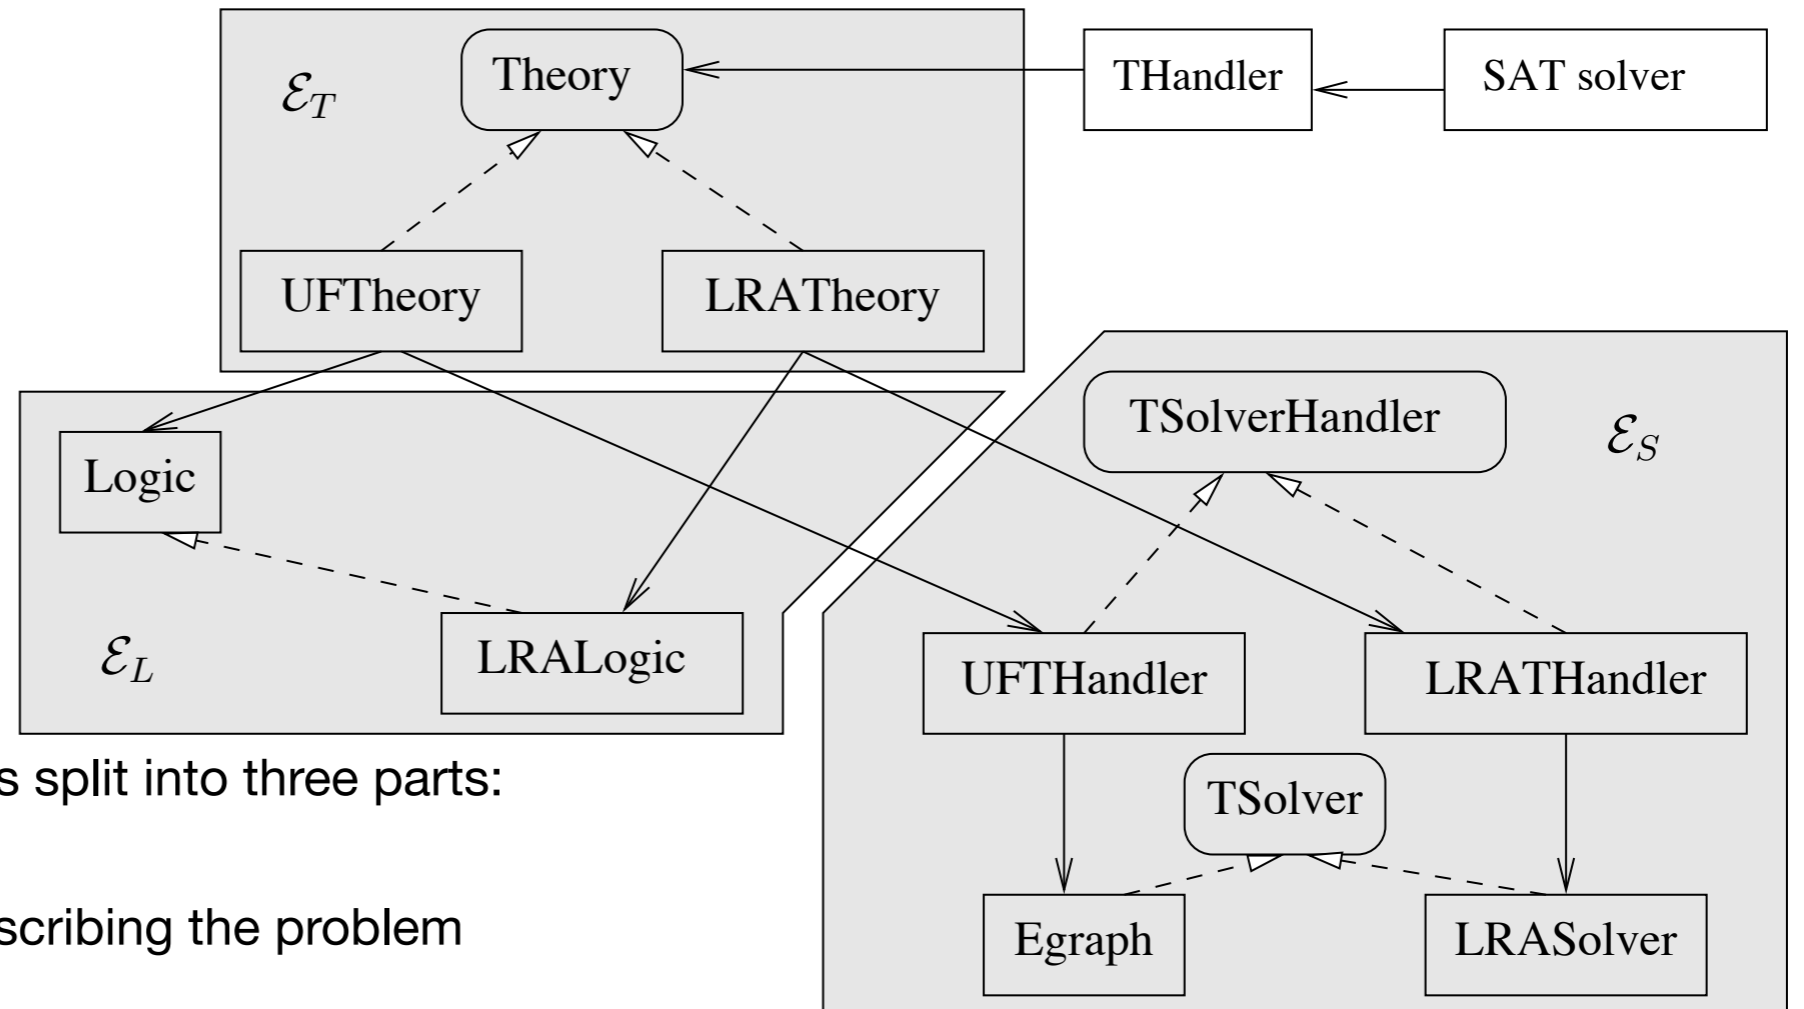 Theory
THandler
SAT solver
ℰ_T
UFTheory
LRATheory
TSolverHandler
ℰ_S
Logic
ℰ_L
LRALogic
UFTHandler
LRATHandler
s split into three parts:
TSolver
scribing the problem
Egraph
LRASolver